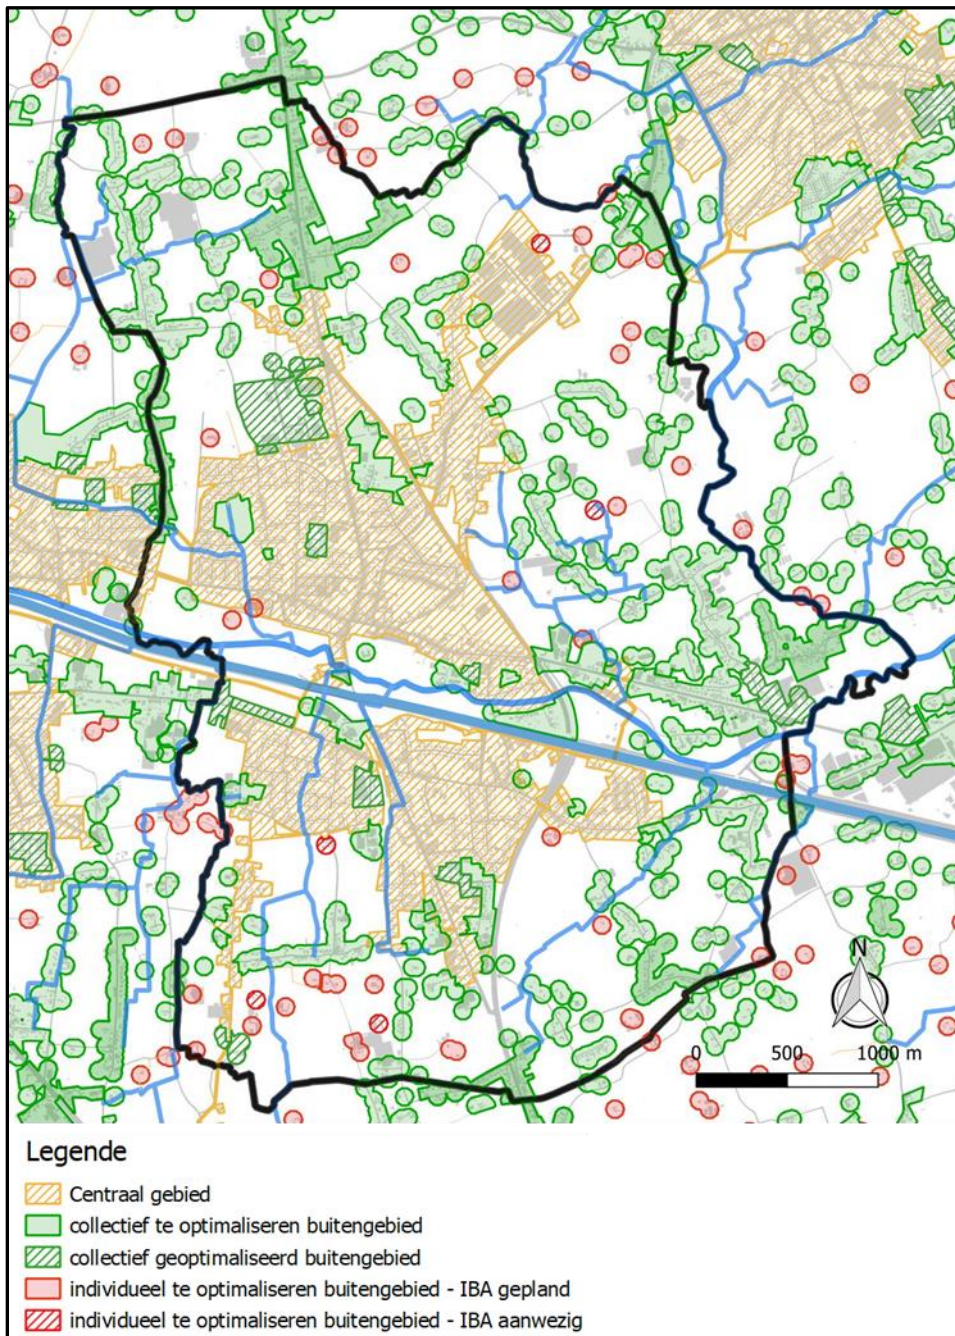 N
0 500 1000 m
Legende
Centraal gebied
collectief te optimaliseren buitengebied
collectief geoptimaliseerd buitengebied
individueel te optimaliseren buitengebied - IBA gepland
individueel te optimaliseren buitengebied - IBA aanwezig